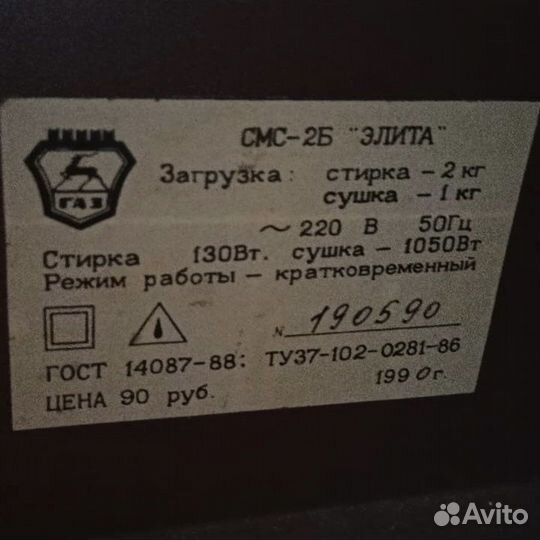 ГАЗ
СМС-2Б "ЭЛИТА"
Загрузка: стирка - 2 кг
сушка - 1 кг
~ 220 В 50Гц
Стирка 130Вт. сушка - 1050Вт
Режим работы - кратковременный
N 190590
ГОСТ 14087-88; ТУ37-102-0281-86
ЦЕНА 90 руб. 1990г.
Avito